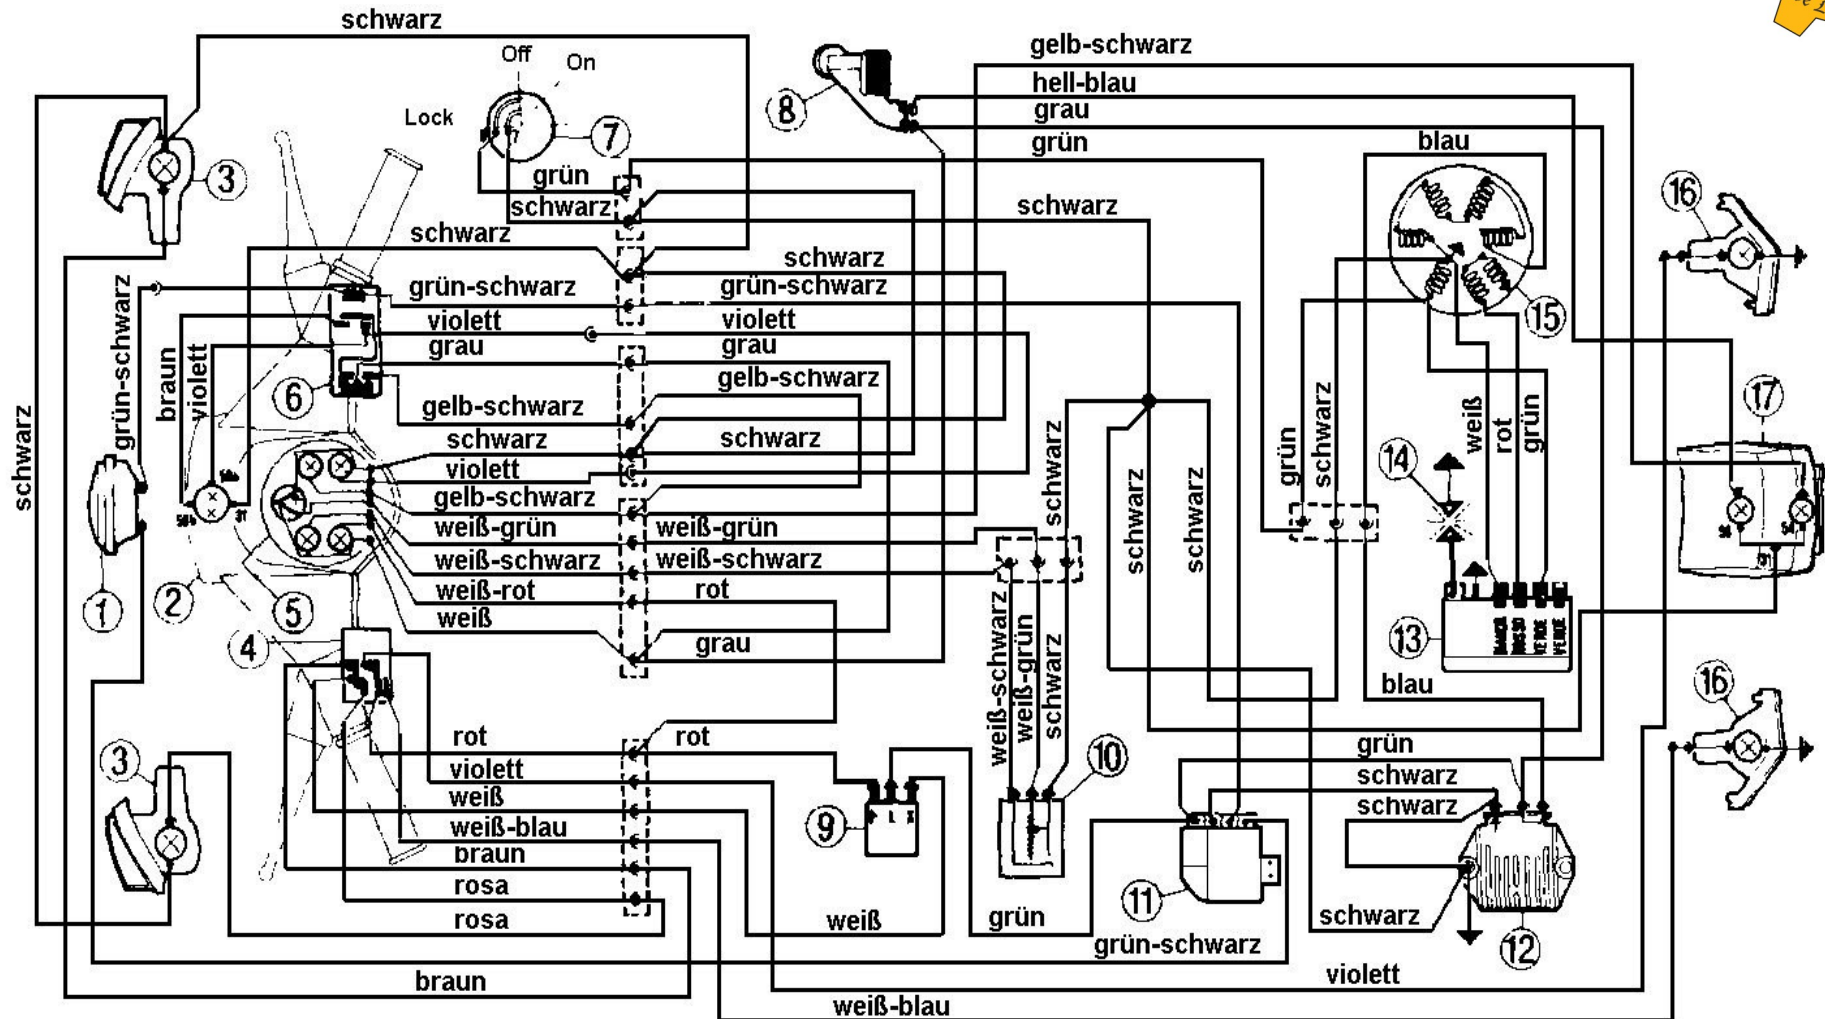 schwarz
Off
On
Lock
7
8
3
grün
schwarz
gelb-schwarz
hell-blau
grau
grün
blau
schwarz
16
schwarz
schwarz
grün-schwarz
grün-schwarz
violett
violett
grau
grau
gelb-schwarz
15
grün-schwarz
braun
violett
6
gelb-schwarz
schwarz
schwarz
violett
gelb-schwarz
weiß-grün
weiß-grün
weiß-schwarz
weiß-schwarz
weiß-rot
rot
weiß
grau
schwarz
schwarz
schwarz
schwarz
grün
schwarz
14
weiß
rot
grün
17
schwarz
31
1
2
5
4
weiß-schwarz
weiß-grün
schwarz
13
ROSSO
VERDE
VERDE
blau
16
3
rot
rot
violett
weiß
weiß-blau
braun
rosa
rosa
9
10
grün
schwarz
schwarz
11
12
weiß
grün
schwarz
grün-schwarz
braun
violett
weiß-blau